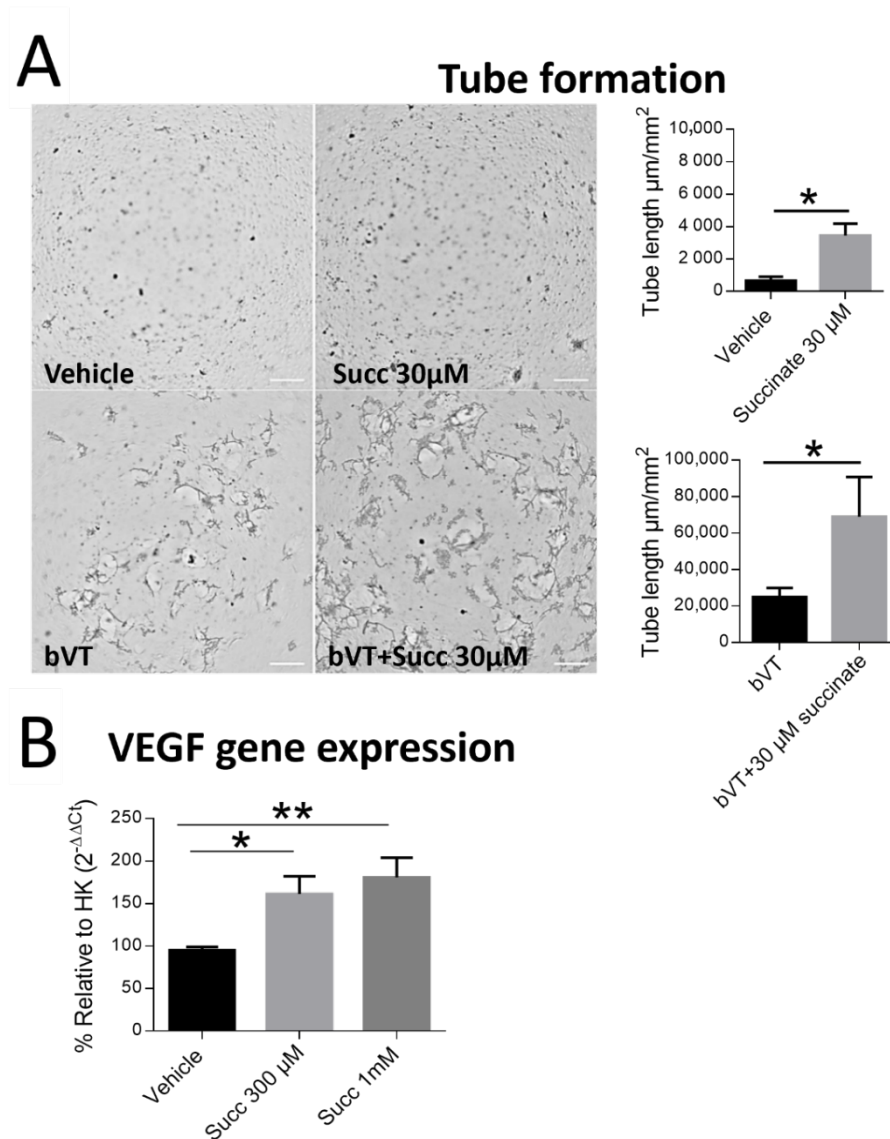 A
Tube formation
Vehicle
Succ 30µM
bVT
bVT+Succ 30µM
Tube length µm/mm²
10,000
8 000
6 000
4 000
2 000
0
*
Vehicle
Succinate 30 µM
Tube length µm/mm²
100,000
80,000
60,000
40,000
20,000
0
*
bVT
bVT+30 µM succinate
B
VEGF gene expression
% Relative to HK (2^-ΔΔCt)
250
200
150
100
50
0
**
*
Vehicle
Succ 300 µM
Succ 1mM